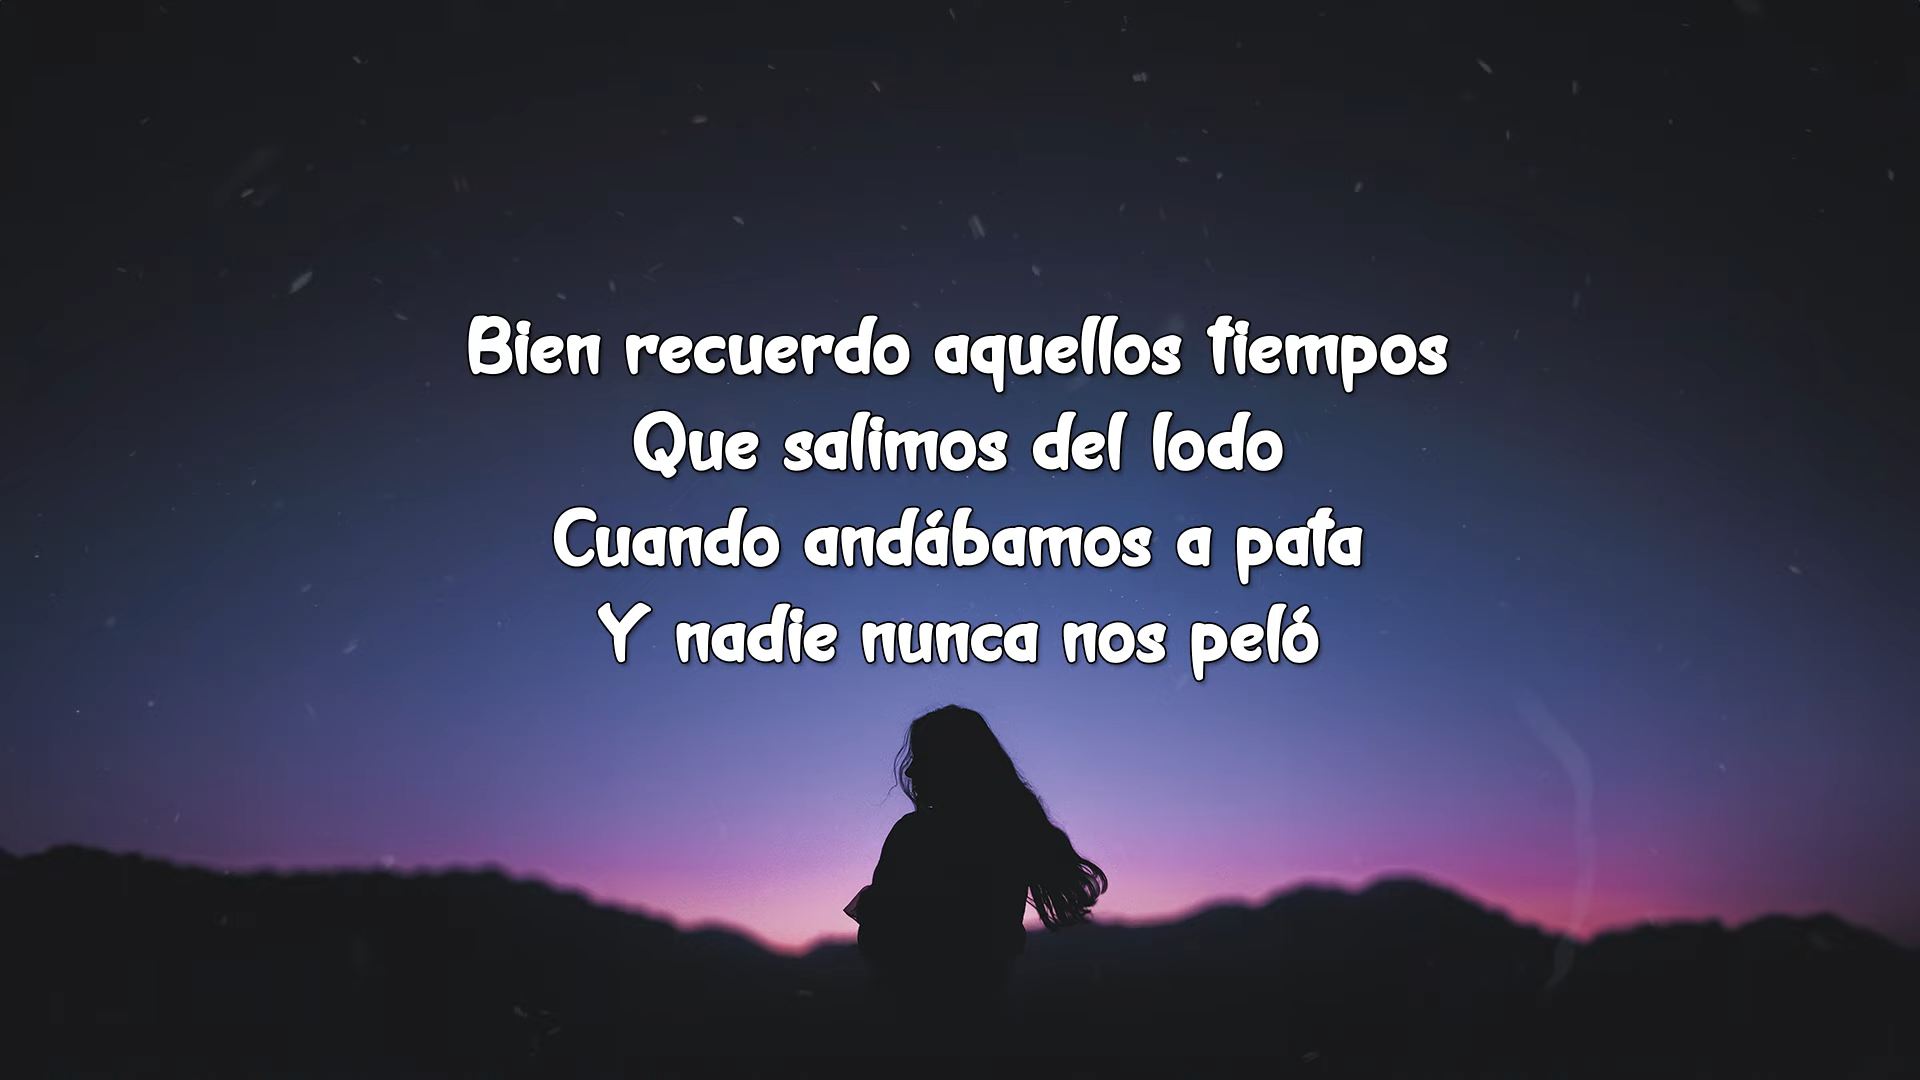 Bien recuerdo aquellos tiempos
Que salimos del lodo
Cuando andábamos a pata
Y nadie nunca nos peló